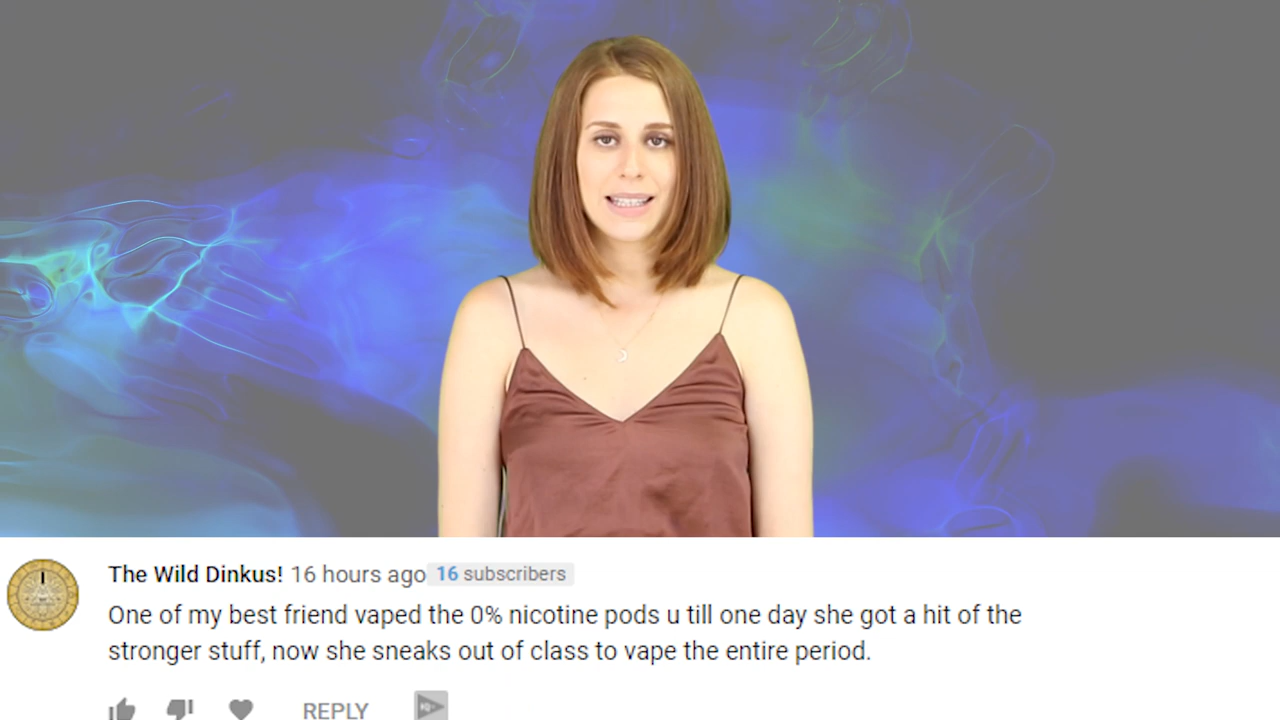 The Wild Dinkus! 16 hours ago 16 subscribers
One of my best friend vaped the 0% nicotine pods u till one day she got a hit of the
stronger stuff, now she sneaks out of class to vape the entire period.
REPLY